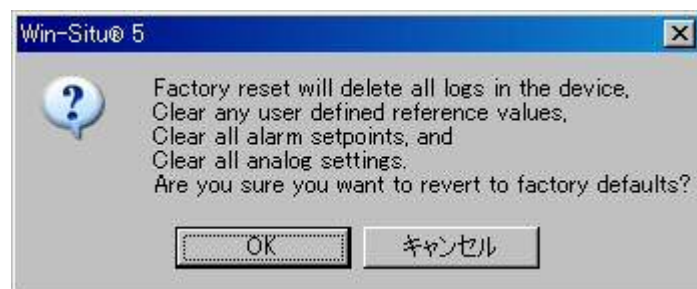 Win-Situ® 5
Factory reset will delete all logs in the device,
Clear any user defined reference values,
Clear all alarm setpoints, and
Clear all analog settings.
Are you sure you want to revert to factory defaults?
OK
キャンセル